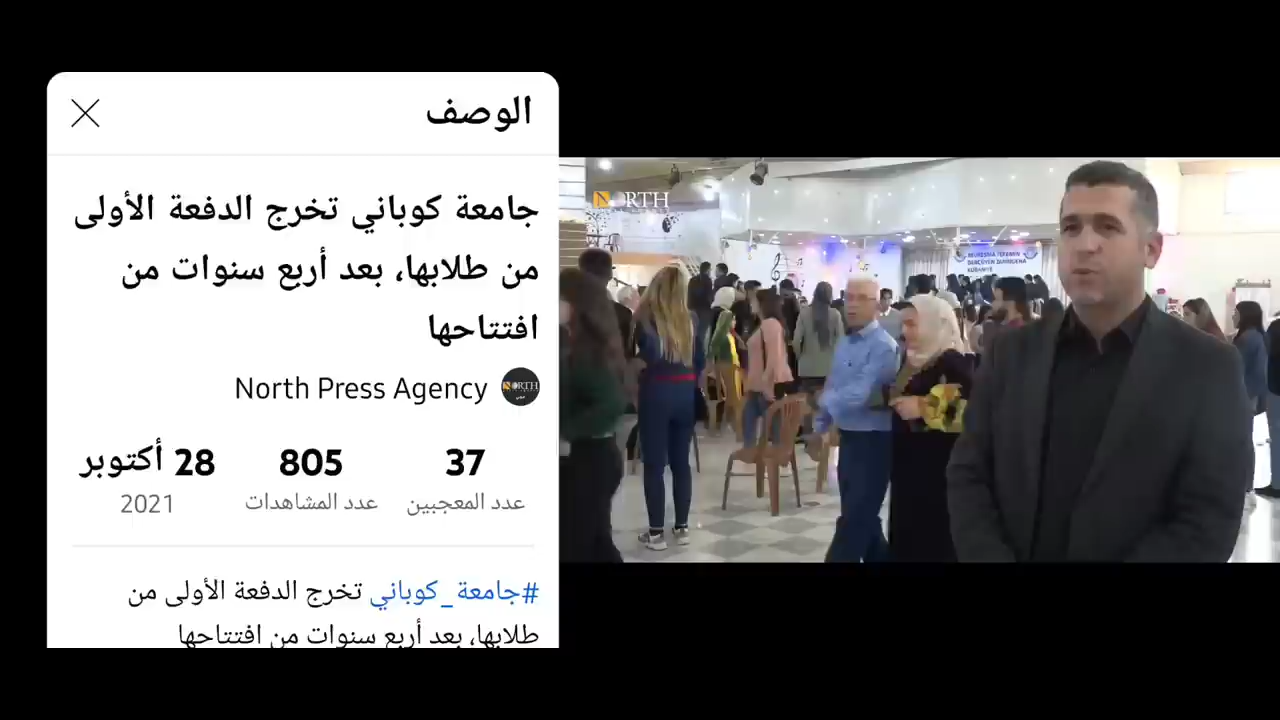 الوصف
جامعة كوباني تخرج الدفعة الأولى
من طلابها، بعد أربع سنوات من
افتتاحها
North Press Agency
37
عدد المعجبين
805
عدد المشاهدات
28 أكتوبر
2021
#جامعة_كوباني تخرج الدفعة الأولى من
طلابها، بعد أربع سنوات من افتتاحها
NORTH